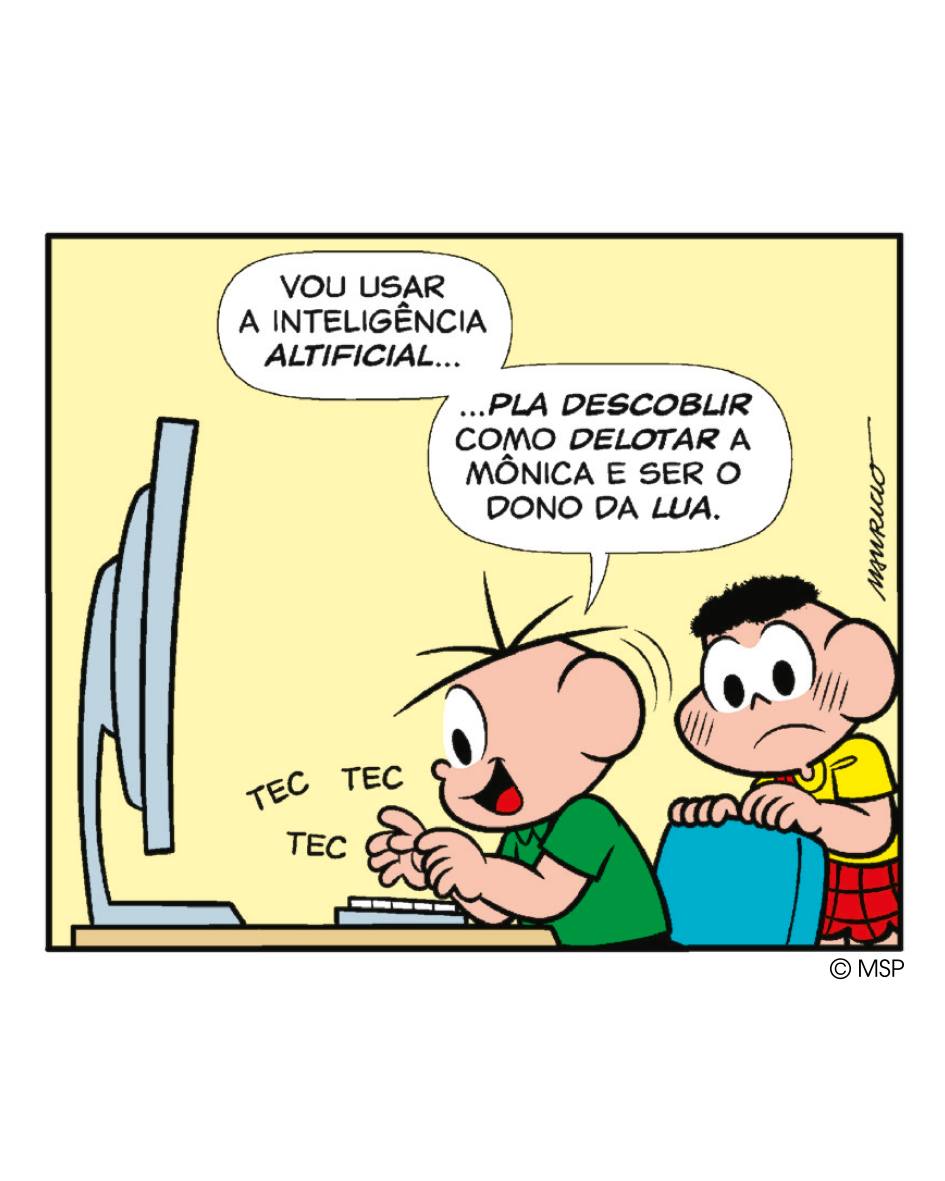 VOU USAR
A INTELIGÊNCIA
ALTIFICIAL...
...PLA DESCOBLIR
COMO DELOTAR A
MÔNICA E SER O
DONO DA LUA.
MAURICIO
TEC TEC
TEC
© MSP